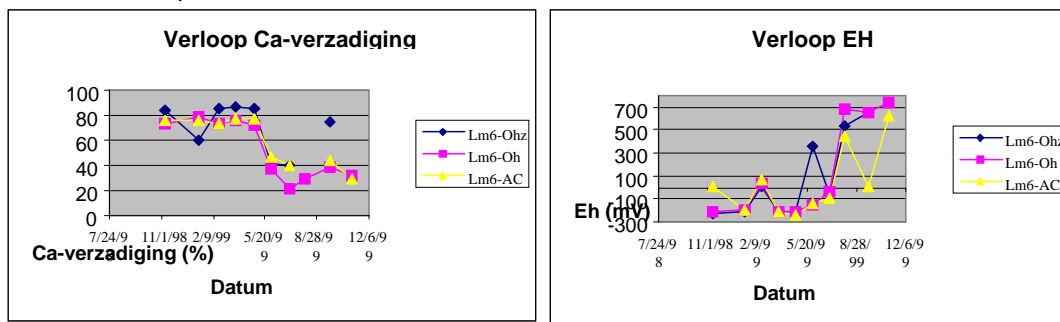 Verloop Ca-verzadiging
100
80
60
40
20
0
7/24/9
8
11/1/98
2/9/99
5/20/9
9
8/28/9
9
12/6/9
9
Ca-verzadiging (%)
Datum
Lm6-Ohz
Lm6-Oh
Lm6-AC
Verloop EH
700
500
300
100
-100
-300
Eh (mV)
7/24/9
8
11/1/98
2/9/9
9
5/20/9
9
8/28/
99
12/6/9
9
Datum
Lm6-Ohz
Lm6-Oh
Lm6-AC